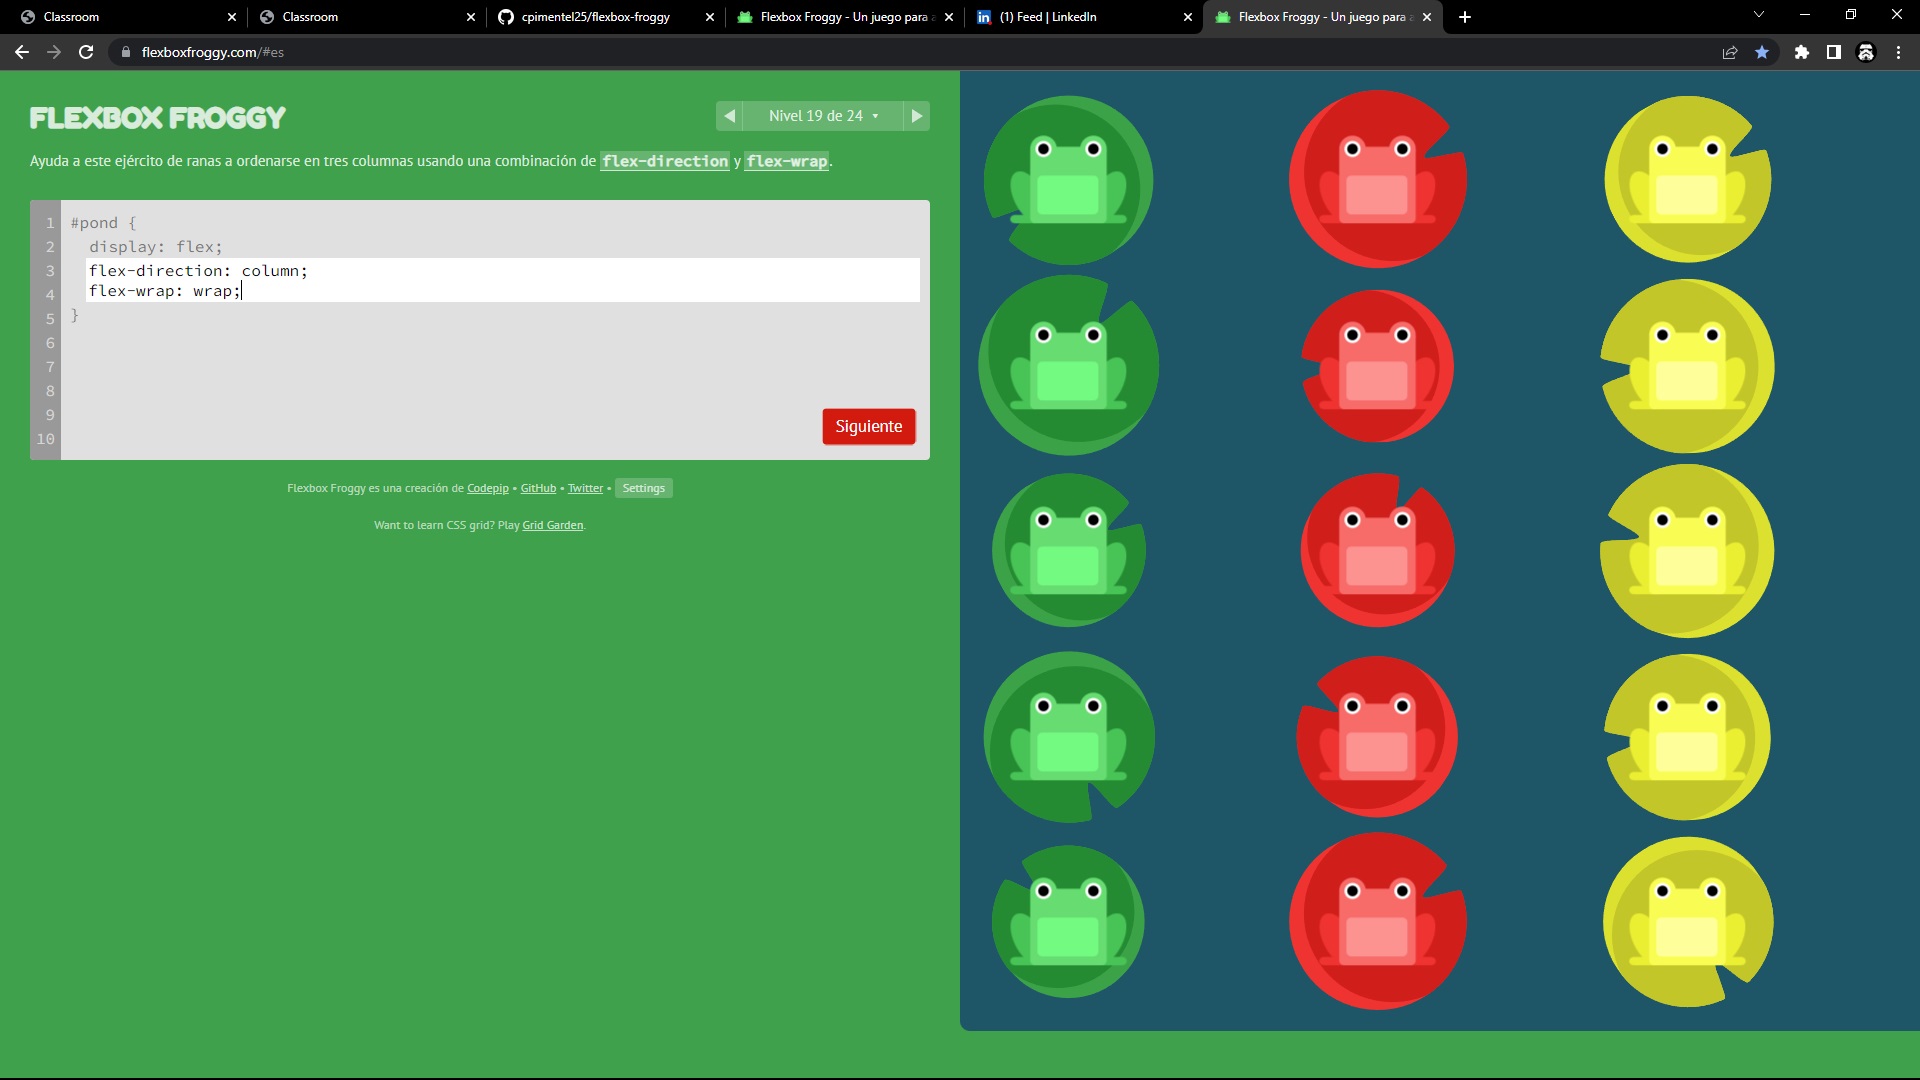 Classroom
Classroom
cpimentel25/flexbox-froggy
Flexbox Froggy - Un juego para a
(1) Feed | LinkedIn
Flexbox Froggy - Un juego para a
flexboxfroggy.com/#es
FLEXBOX FROGGY
Nivel 19 de 24
Ayuda a este ejército de ranas a ordenarse en tres columnas usando una combinación de flex-direction y flex-wrap.
1 #pond {
2 display: flex;
3 flex-direction: column;
4 flex-wrap: wrap;
5 }
6
7
8
9
10
Siguiente
Flexbox Froggy es una creación de Codepip • GitHub • Twitter • Settings
Want to learn CSS grid? Play Grid Garden.